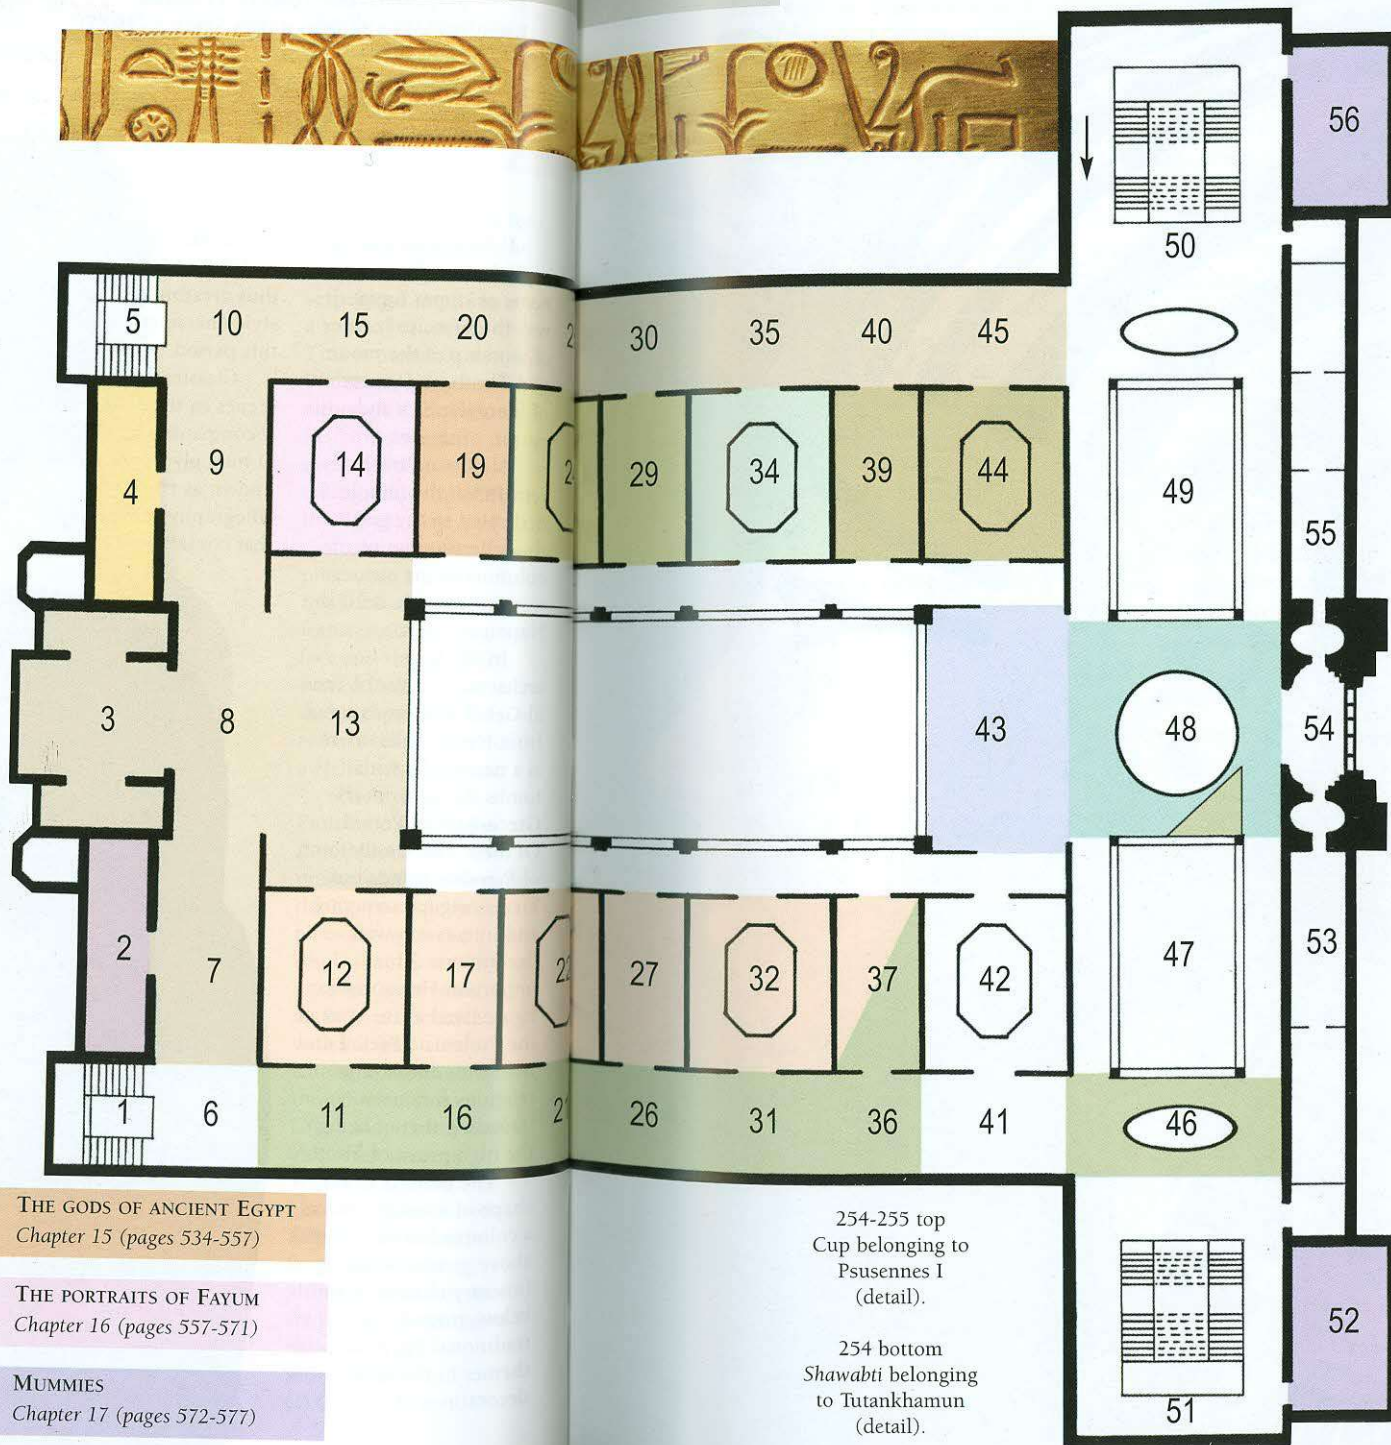 56
50
5 10 15 20 30 35 40 45
4 9 14 19 24 29 34 39 44 49
55
3 8 13 43 48 54
2 7 12 17 22 27 32 37 42 47 53
1 6 11 16 21 26 31 36 41 46
THE GODS OF ANCIENT EGYPT
Chapter 15 (pages 534-557)
THE PORTRAITS OF FAYUM
Chapter 16 (pages 557-571)
MUMMIES
Chapter 17 (pages 572-577)
254-255 top
Cup belonging to
Psusennes I
(detail).
254 bottom
Shawabti belonging
to Tutankhamun
(detail).
52
51